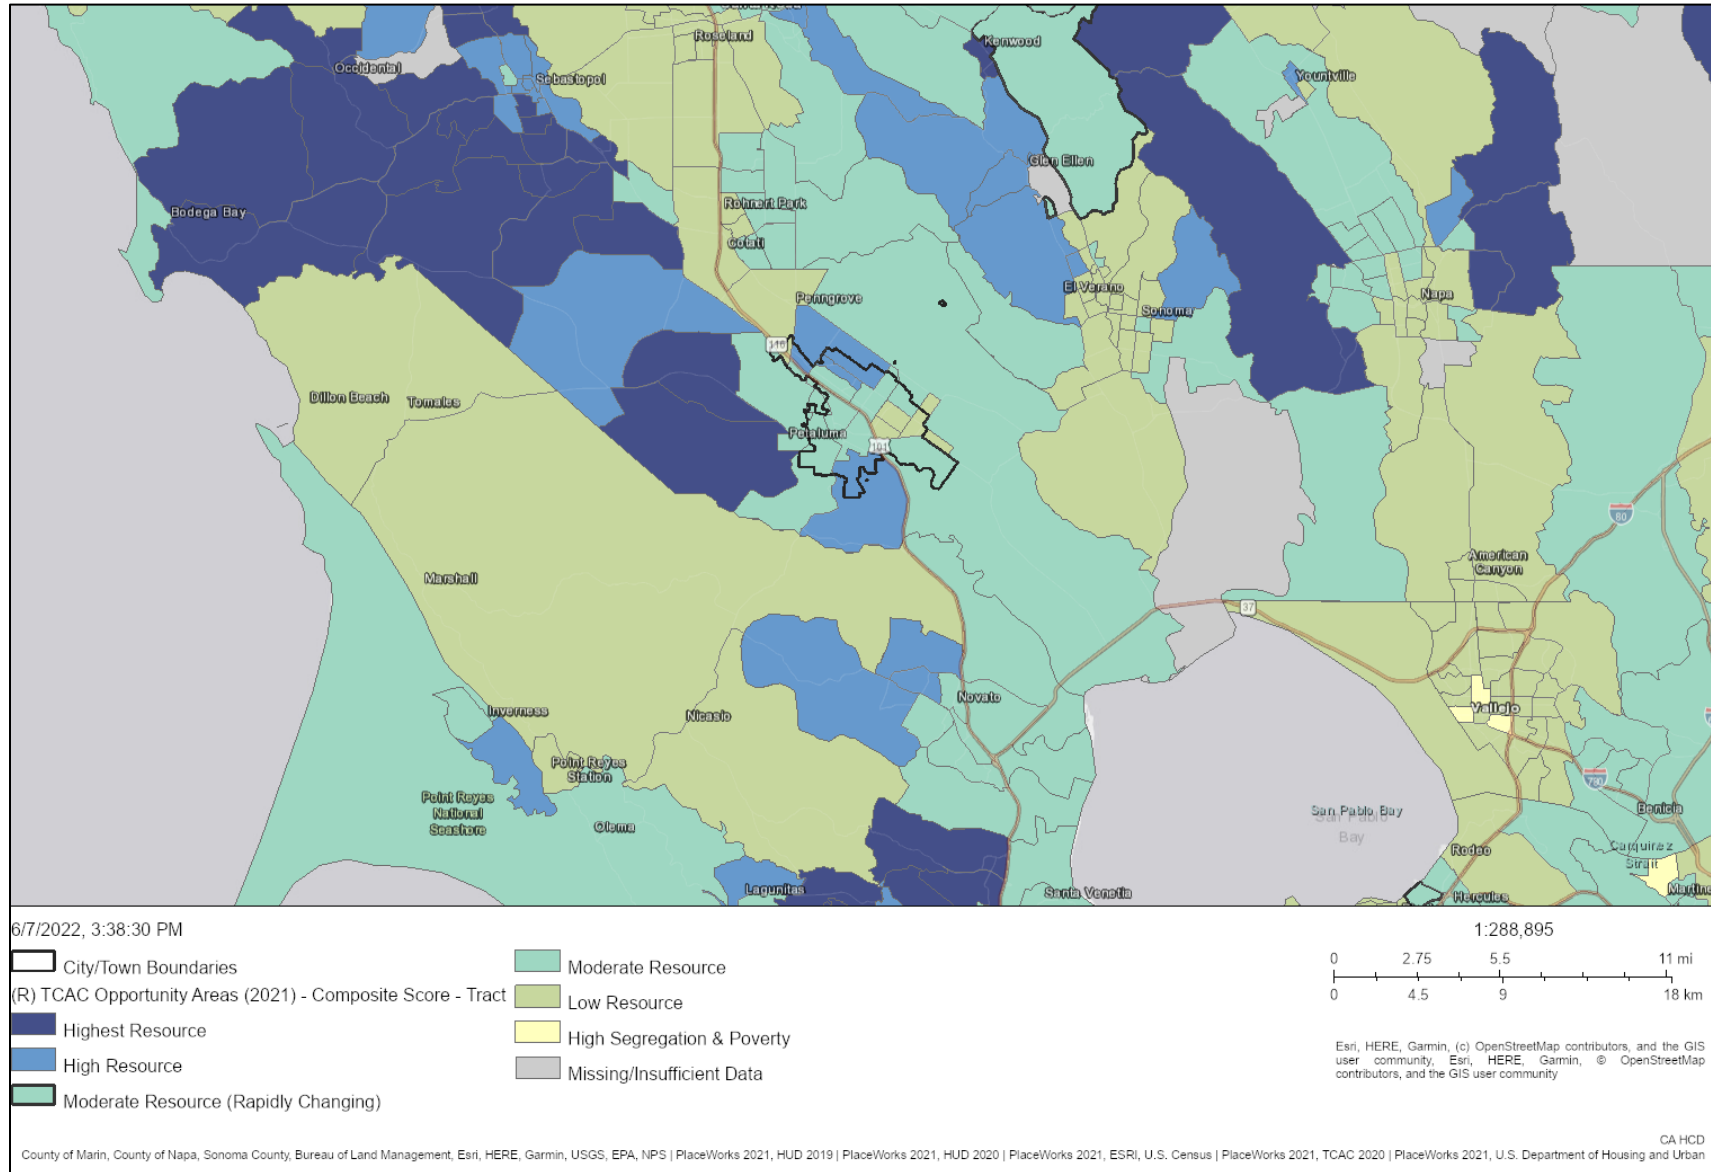 Roseland
Kenwood
Occidental
Sebastopol
Yountville
Glen Ellen
Bodega Bay
Rohnert Park
Cotati
Penngrove
El Verano
Sonoma
Napa
116
Dillon Beach
Tomales
Petaluma
101
80
Marshall
American
Canyon
37
Inverness
Nicasio
Novato
Vallejo
Point Reyes
Station
780
Point Reyes
National
Seashore
Olema
San Pablo Bay
San Pablo
Bay
Benicia
Carquinez
Strait
Rodeo
Lagunitas
Santa Venetia
Hercules
Martine
6/7/2022, 3:38:30 PM
City/Town Boundaries
(R) TCAC Opportunity Areas (2021) - Composite Score - Tract
Highest Resource
High Resource
Moderate Resource (Rapidly Changing)
Moderate Resource
Low Resource
High Segregation & Poverty
Missing/Insufficient Data
1:288,895
0 2.75 5.5 11 mi
0 4.5 9 18 km
Esri, HERE, Garmin, (c) OpenStreetMap contributors, and the GIS
user community, Esri, HERE, Garmin, © OpenStreetMap
contributors, and the GIS user community
CA HCD
County of Marin, County of Napa, Sonoma County, Bureau of Land Management, Esri, HERE, Garmin, USGS, EPA, NPS | PlaceWorks 2021, HUD 2019 | PlaceWorks 2021, HUD 2020 | PlaceWorks 2021, ESRI, U.S. Census | PlaceWorks 2021, TCAC 2020 | PlaceWorks 2021, U.S. Department of Housing and Urban